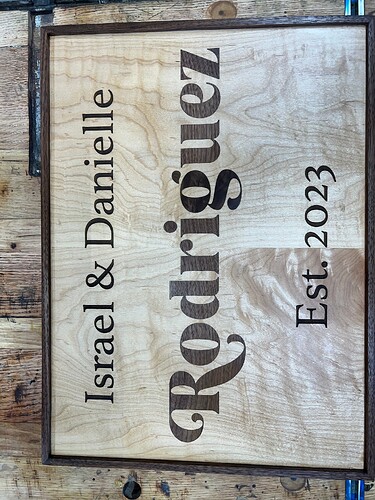 Israel & Danielle
Rodriguez
Est. 2023